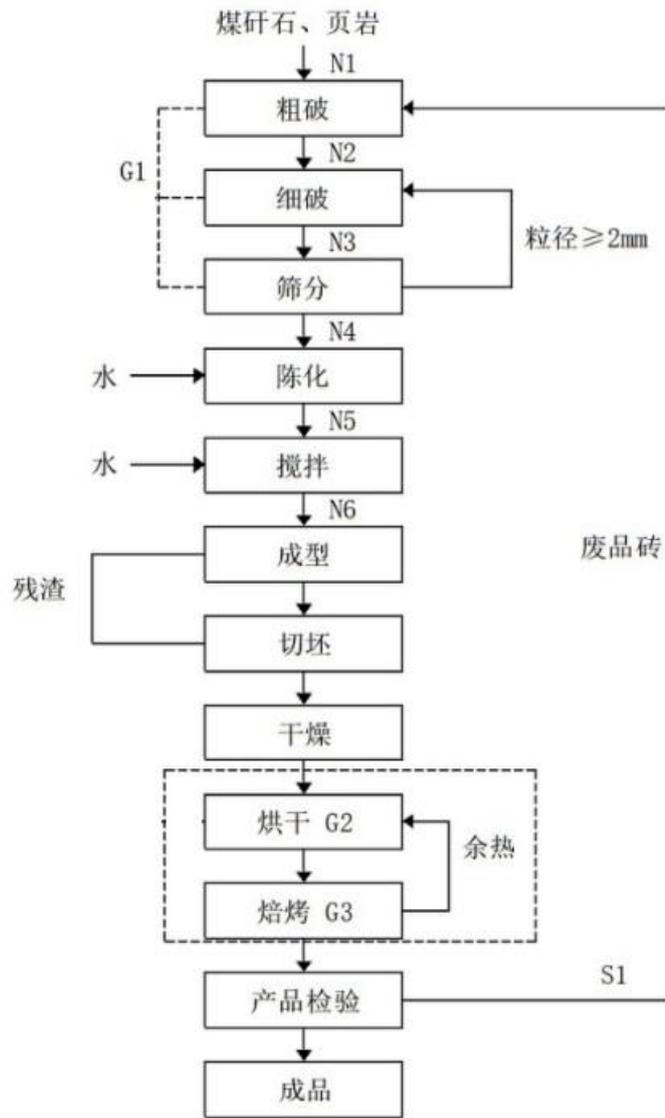 煤矸石、页岩
N1
粗破
N2
G1
细破
N3
粒径≥2mm
筛分
N4
水
陈化
N5
水
搅拌
N6
成型
废品砖
残渣
切坯
干燥
烘干 G2
余热
焙烤 G3
S1
产品检验
成品